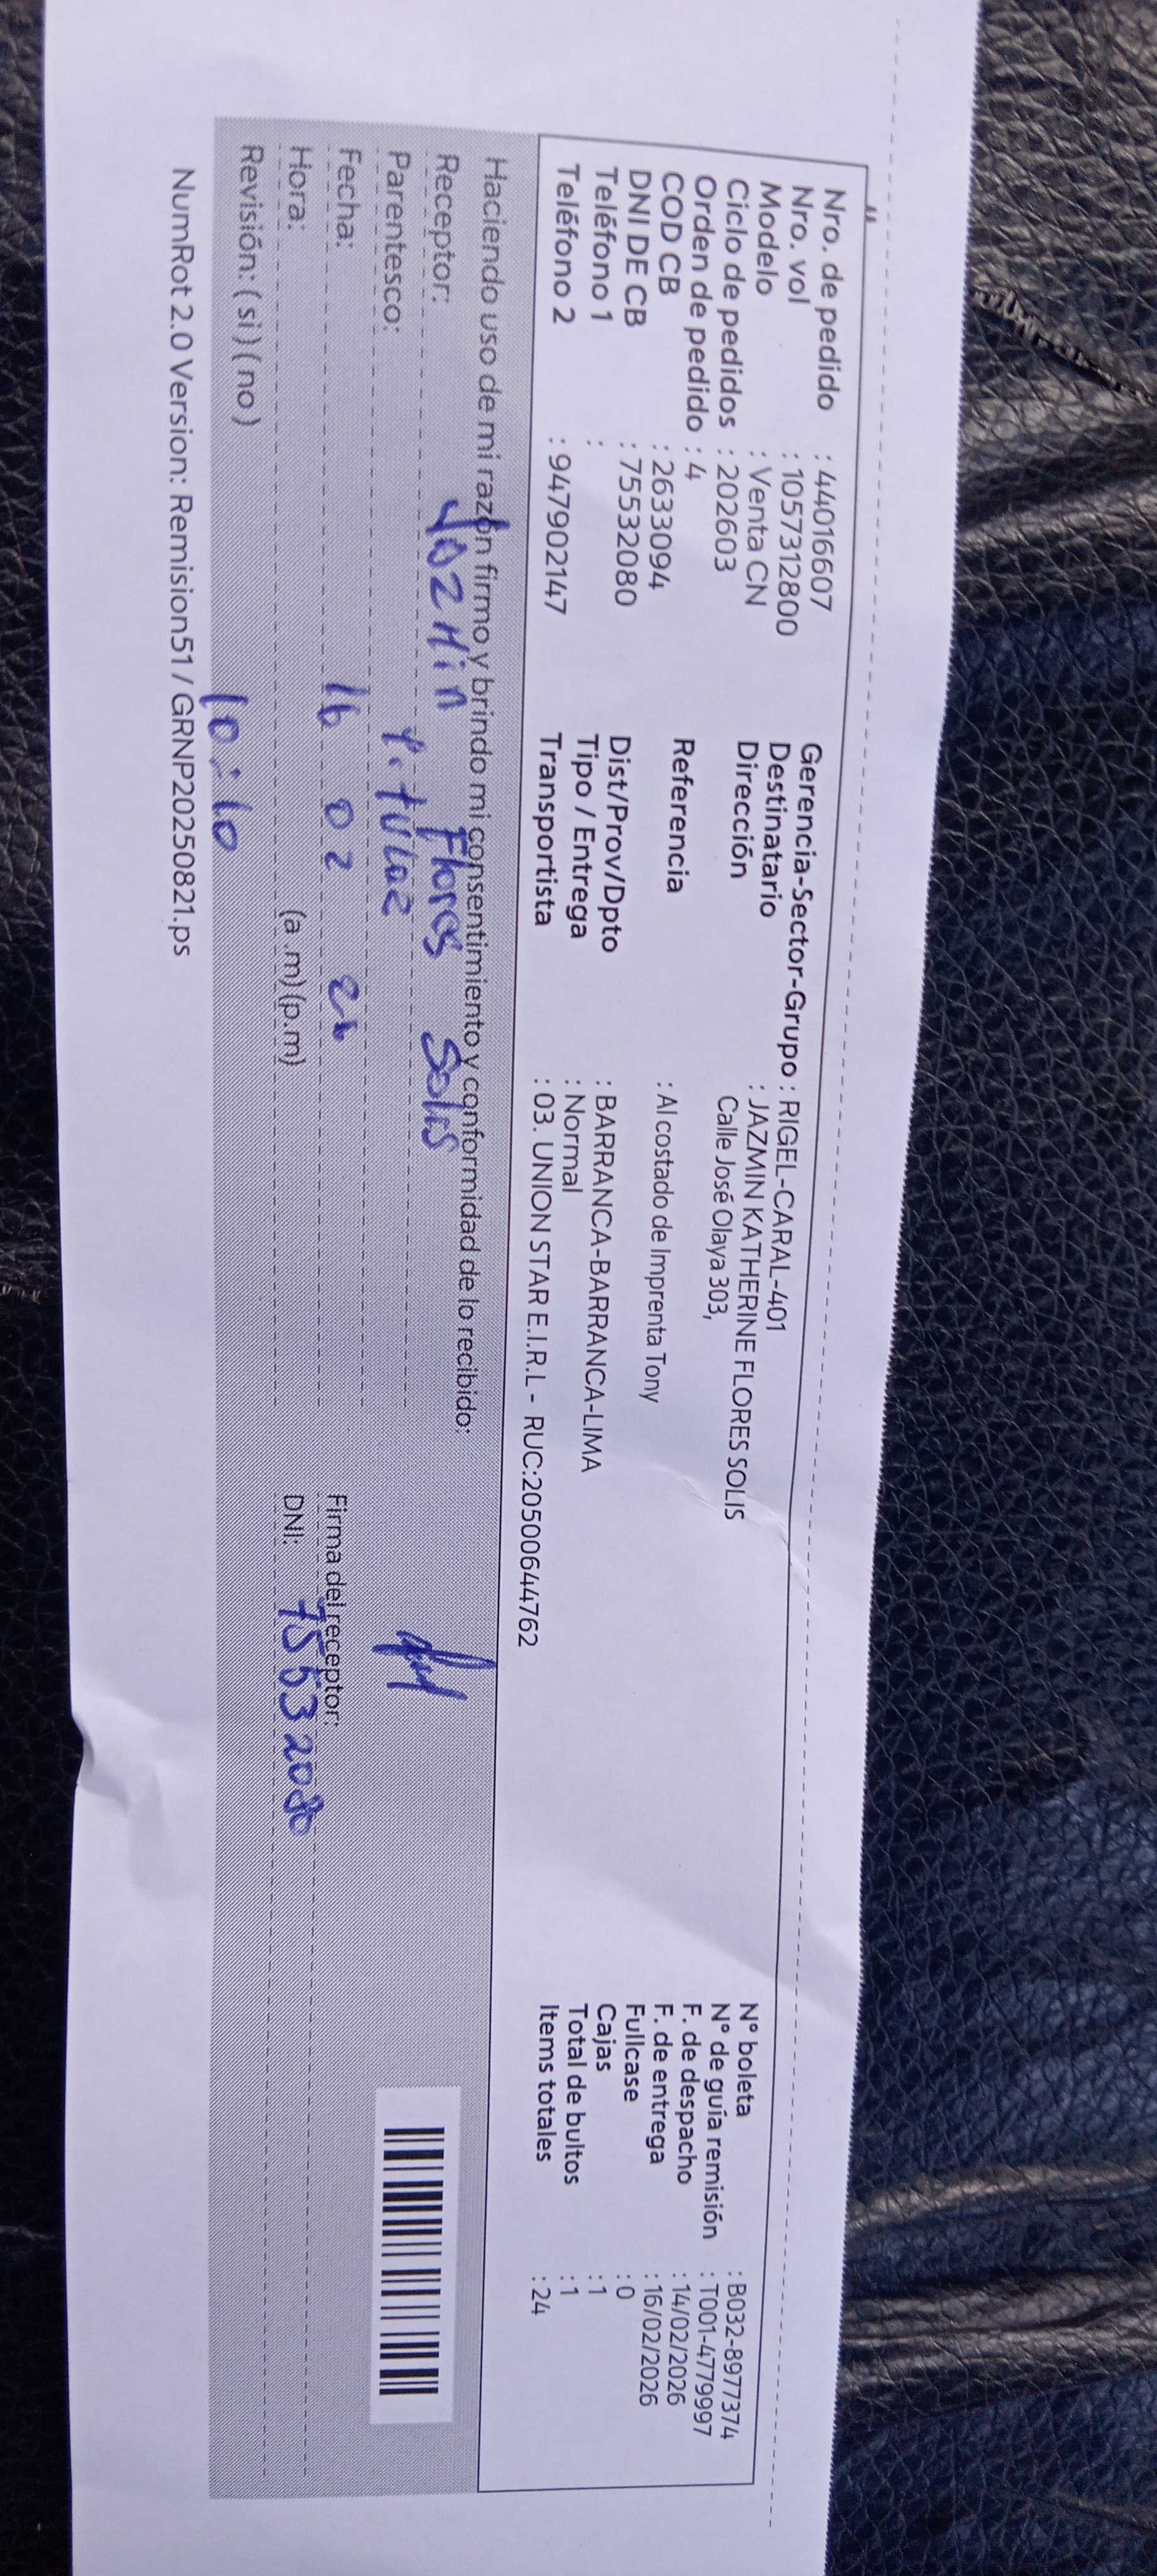 Nro. de pedido : 44016607
Nro. vol : 1057312800
Modelo : Venta CN
Ciclo de pedidos : 202603
Orden de pedido : 4
COD CB : 2633094
DNI DE CB : 75532080
Teléfono 1 :
Teléfono 2 : 947902147
Gerencia-Sector-Grupo : RIGEL-CARAL-401
Destinatario : JAZMIN KATHERINE FLORES SOLIS
Dirección Calle José Olaya 303,
Referencia : Al costado de Imprenta Tony
Dist/Prov/Dpto : BARRANCA-BARRANCA-LIMA
Tipo / Entrega : Normal
Transportista : 03. UNION STAR E.I.R.L - RUC:20500644762
N° boleta : B032-8977374
N° de guía remisión : T001-4779997
F. de despacho : 14/02/2026
F. de entrega : 16/02/2026
Fullcase : 0
Cajas : 1
Total de bultos : 1
Items totales : 24
Haciendo uso de mi razón firmo y brindo mi consentimiento y conformidad de lo recibido:
Receptor: Flores Solis
Parentesco:
Fecha: 16 02 26
Hora: (a .m) (p.m)
Revisión: ( si ) ( no ) 10:10
Firma del receptor:
DNI: 75532080
NumRot 2.0 Version: Remision51 / GRNP20250821.ps